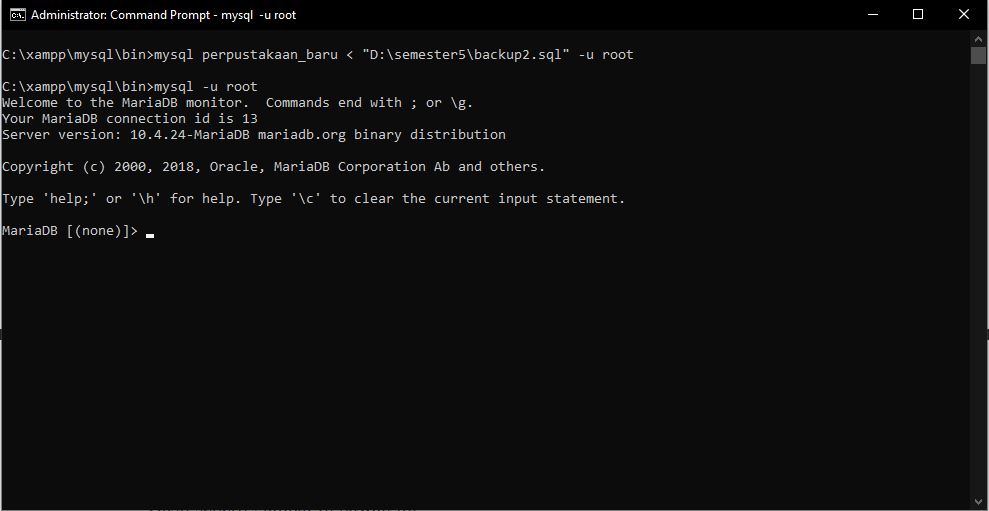 Administrator: Command Prompt - mysql  -u root
C:\xampp\mysql\bin>mysql perpustakaan_baru < "D:\semester5\backup2.sql" -u root
C:\xampp\mysql\bin>mysql -u root
Welcome to the MariaDB monitor.  Commands end with ; or \g.
Your MariaDB connection id is 13
Server version: 10.4.24-MariaDB mariadb.org binary distribution
Copyright (c) 2000, 2018, Oracle, MariaDB Corporation Ab and others.
Type 'help;' or '\h' for help. Type '\c' to clear the current input statement.
MariaDB [(none)]>